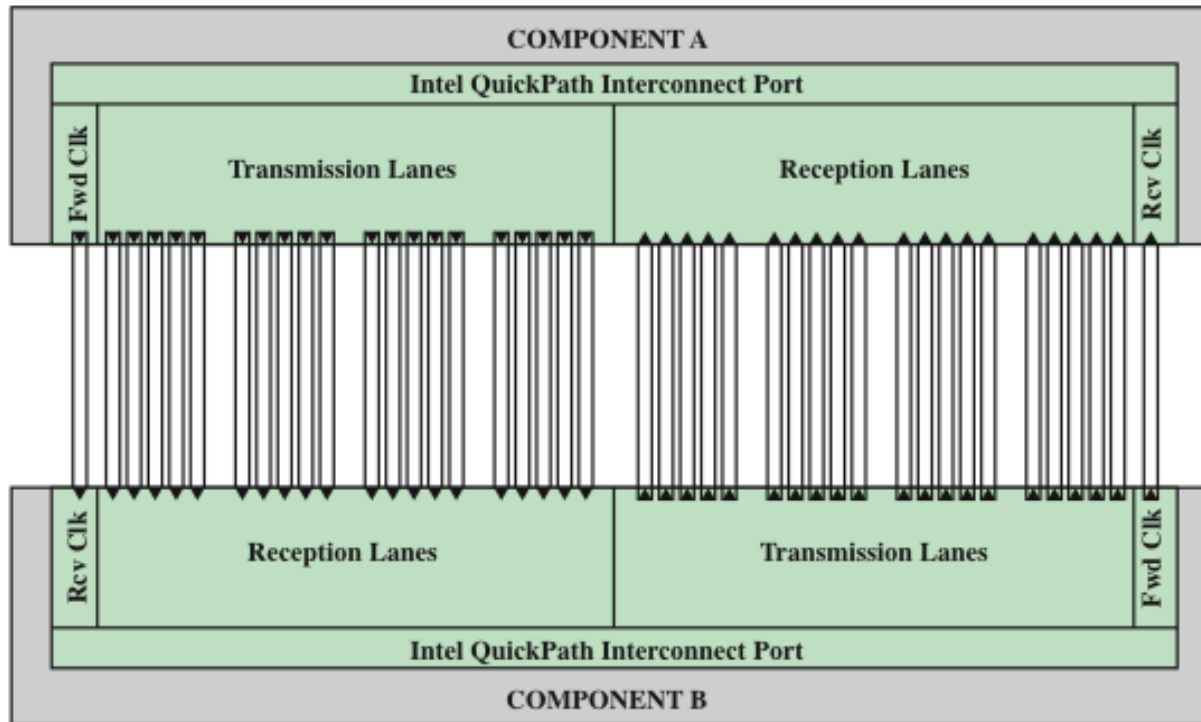 COMPONENT A
Intel QuickPath Interconnect Port
Fwd Clk
Transmission Lanes
Reception Lanes
Rcv Clk
Rcv Clk
Reception Lanes
Transmission Lanes
Fwd Clk
Intel QuickPath Interconnect Port
COMPONENT B